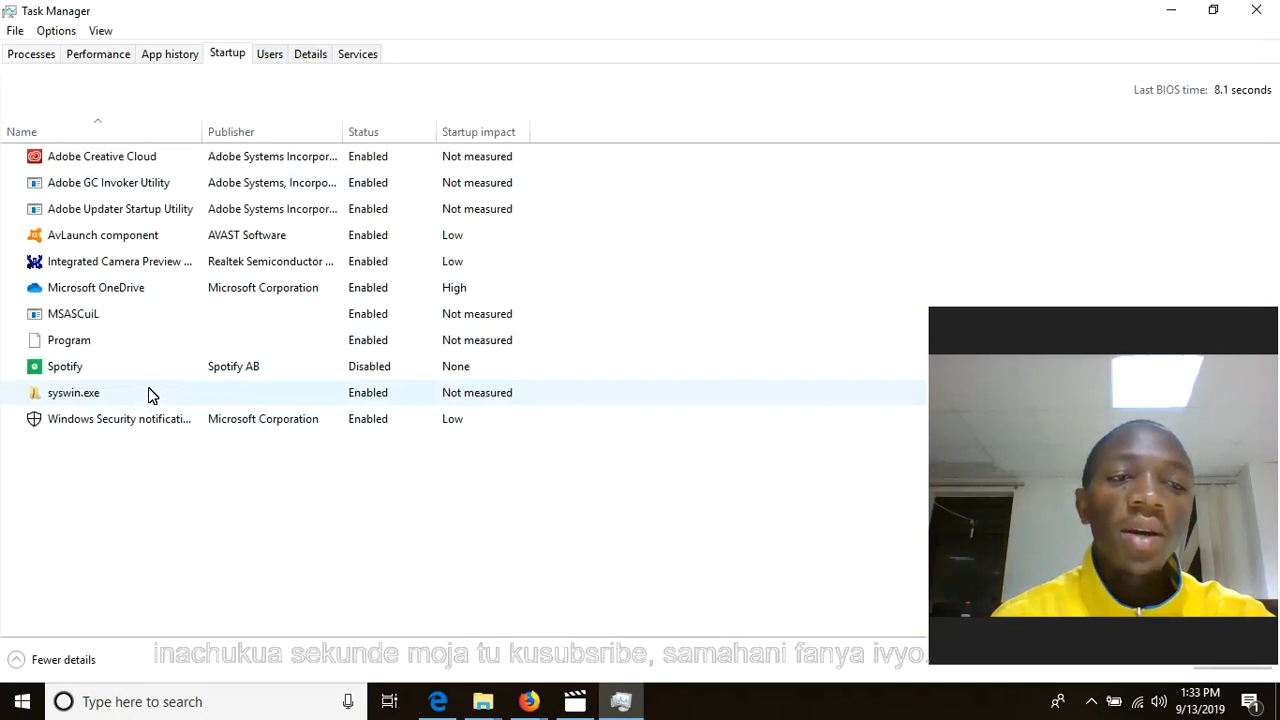 Task Manager
File Options View
Processes Performance App history Startup Users Details Services
Last BIOS time: 8.1 seconds
Name Publisher Status Startup impact
Adobe Creative Cloud Adobe Systems Incorpor... Enabled Not measured
Adobe GC Invoker Utility Adobe Systems, Incorpo... Enabled Not measured
Adobe Updater Startup Utility Adobe Systems Incorpor... Enabled Not measured
AvLaunch component AVAST Software Enabled Low
Integrated Camera Preview ... Realtek Semiconductor ... Enabled Low
Microsoft OneDrive Microsoft Corporation Enabled High
MSASCuiL Enabled Not measured
Program Enabled Not measured
Spotify Spotify AB Disabled None
syswin.exe Enabled Not measured
Windows Security notificati... Microsoft Corporation Enabled Low
Fewer details
inachukua sekunde moja tu kusubsribe, samahani fanya ivyo.
Type here to search
1:33 PM
9/13/2019
1